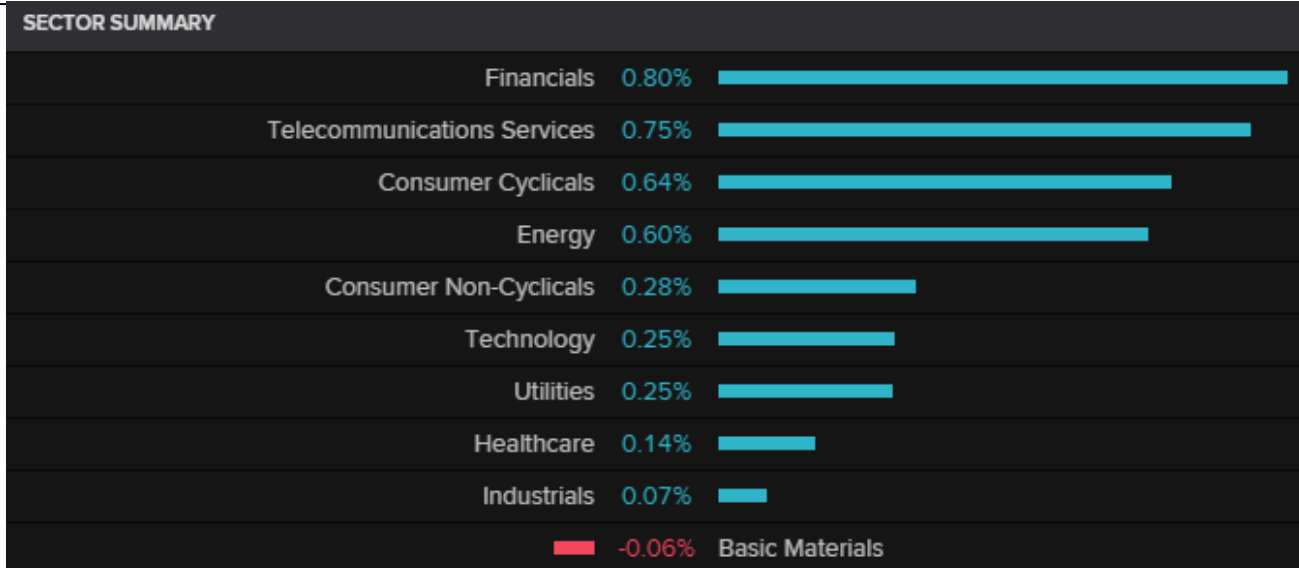 SECTOR SUMMARY
Financials 0.80%
Telecommunications Services 0.75%
Consumer Cyclicals 0.64%
Energy 0.60%
Consumer Non-Cyclicals 0.28%
Technology 0.25%
Utilities 0.25%
Healthcare 0.14%
Industrials 0.07%
-0.06% Basic Materials